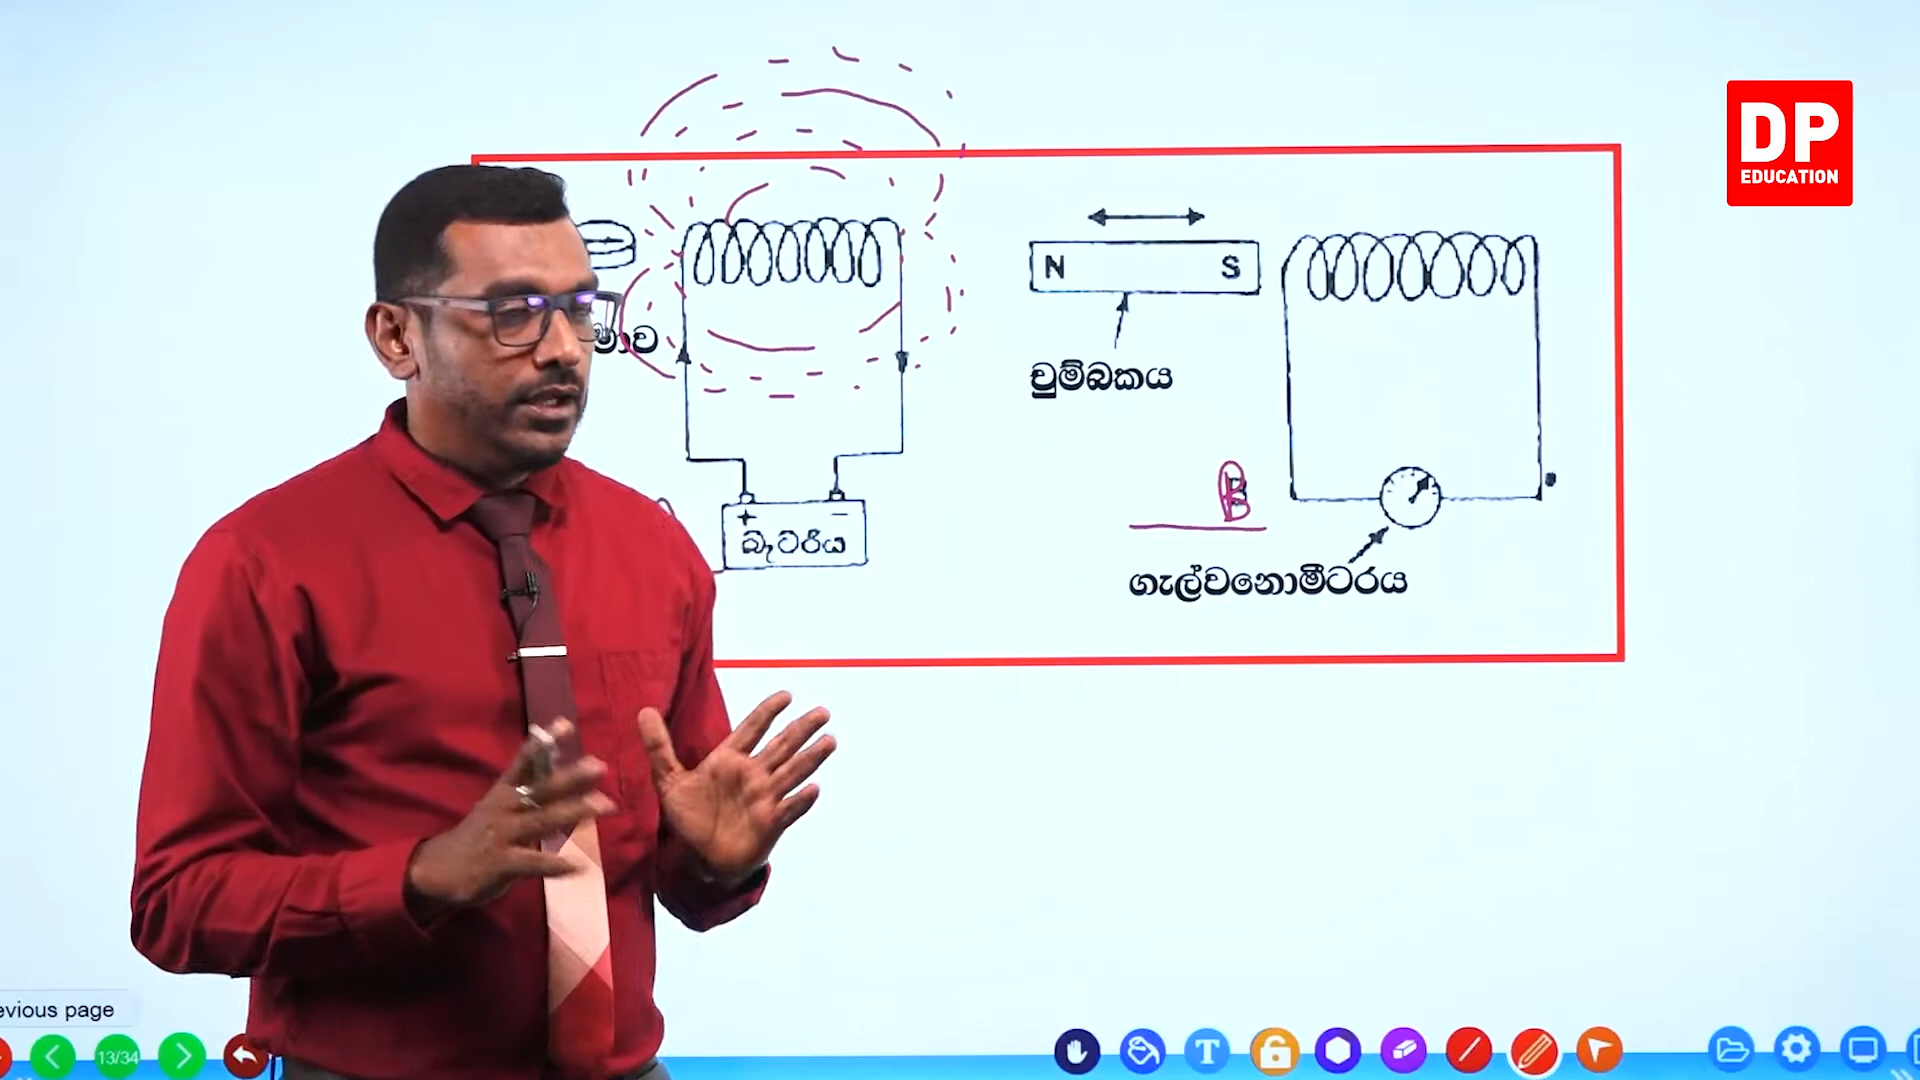 DP
EDUCATION
N S
චුම්බකය
+ −
බැටරිය
B
ගැල්වනොමීටරය
evious page
13/34
T